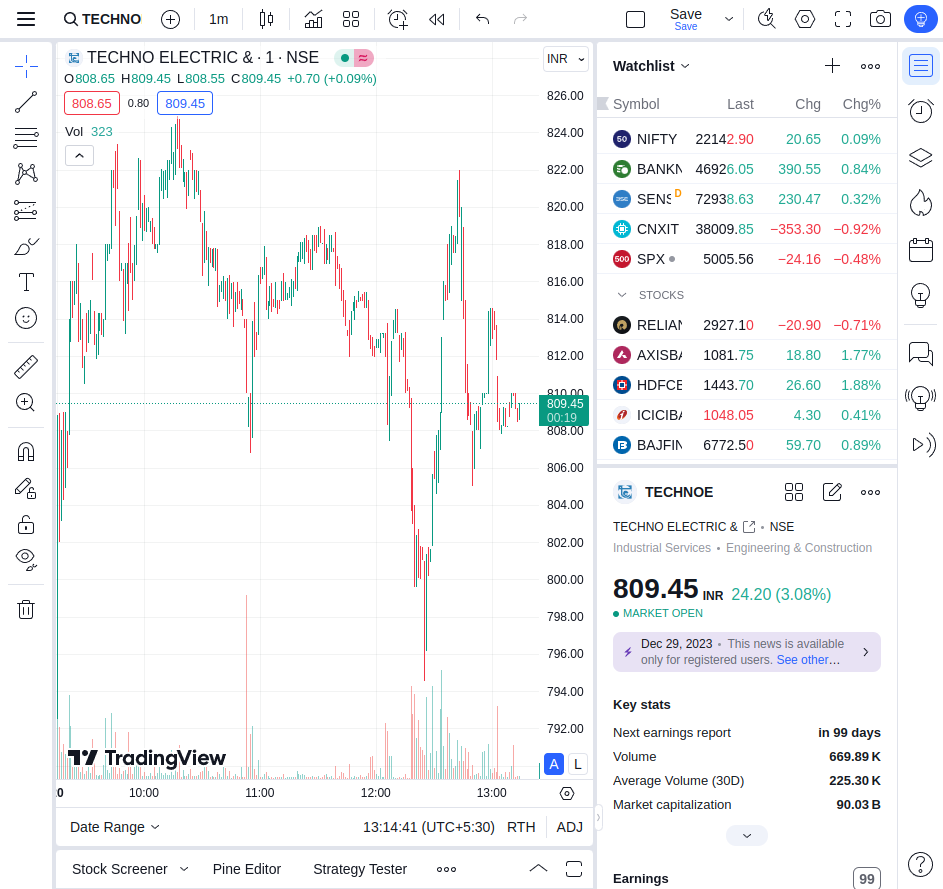 TECHNO 1m Save
Save
TECHNO ELECTRIC & · 1 · NSE
O808.65 H809.45 L808.55 C809.45 +0.70 (+0.09%)
808.65 0.80 809.45
Vol 323
INR
826.00
824.00
822.00
820.00
818.00
816.00
814.00
812.00
810.00
809.45
00:19
808.00
806.00
804.00
802.00
800.00
798.00
796.00
794.00
792.00
TradingView
A L
10:00 11:00 12:00 13:00
Date Range 13:14:41 (UTC+5:30) RTH ADJ
Stock Screener Pine Editor Strategy Tester
Watchlist
Symbol Last Chg Chg%
50 NIFTY 22142.90 20.65 0.09%
BANKN 46926.05 390.55 0.84%
SENS D 72938.63 230.47 0.32%
CNXIT 38009.85 −353.30 −0.92%
500 SPX 5005.56 −24.16 −0.48%
STOCKS
RELIAN 2927.10 −20.90 −0.71%
AXISBA 1081.75 18.80 1.77%
HDFCB 1443.70 26.60 1.88%
ICICIBA 1048.05 4.30 0.41%
BAJFIN 6772.50 59.70 0.89%
TECHNOE
TECHNO ELECTRIC & • NSE
Industrial Services • Engineering & Construction
809.45 INR 24.20 (3.08%)
MARKET OPEN
Dec 29, 2023 • This news is available
only for registered users. See other…
Key stats
Next earnings report in 99 days
Volume 669.89 K
Average Volume (30D) 225.30 K
Market capitalization 90.03 B
Earnings 99